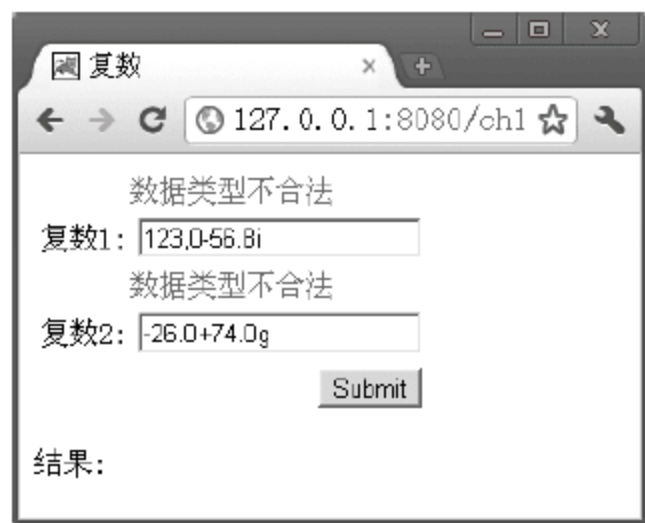 复数
127.0.0.1:8080/ch1
数据类型不合法
复数1: 123,0-56.8i
数据类型不合法
复数2: -26.0+74.0g
Submit
结果: